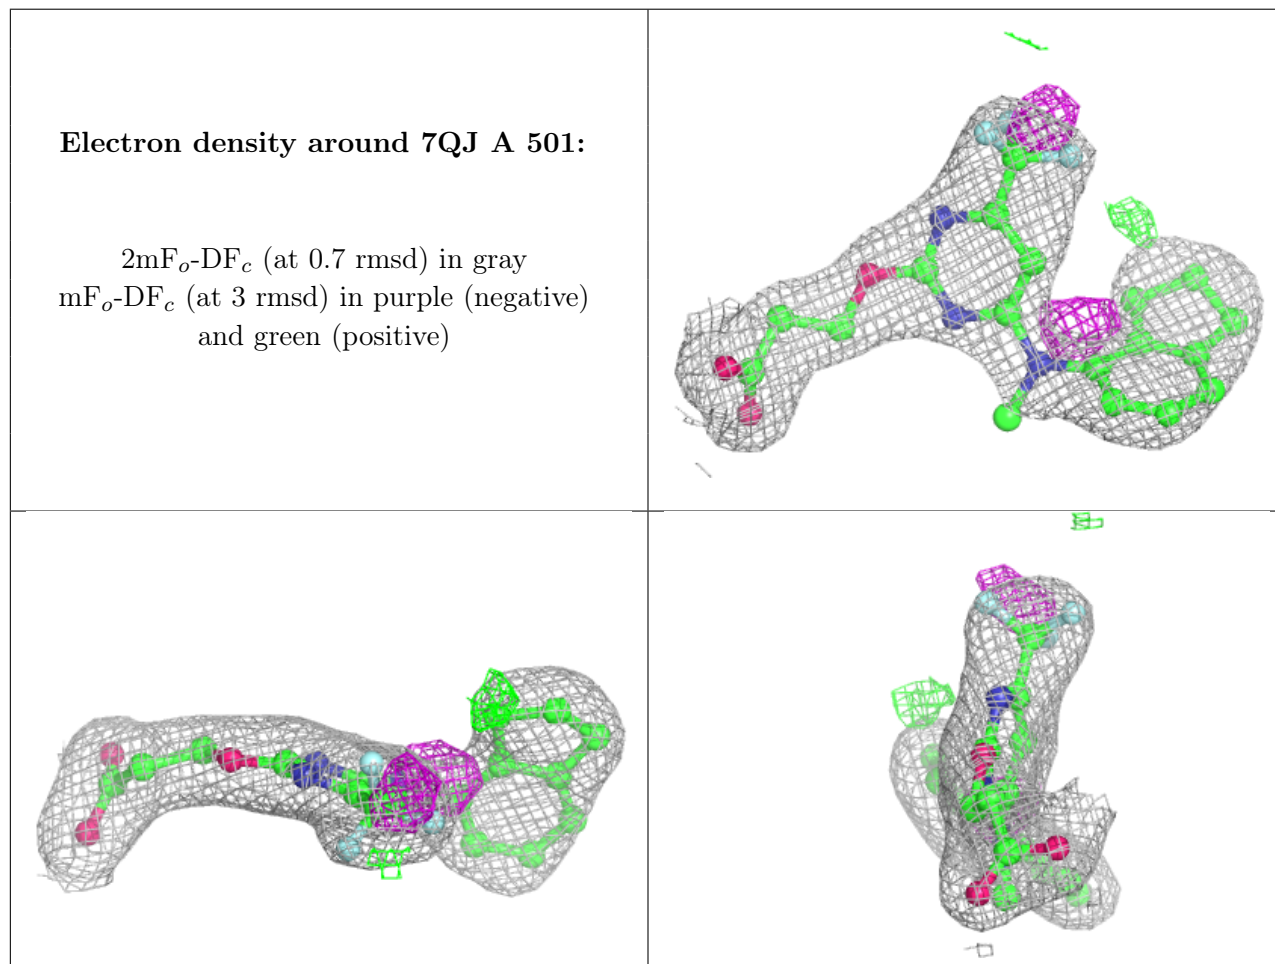 Electron density around 7QJ A 501:
2mFo-DFc (at 0.7 rmsd) in gray
mFo-DFc (at 3 rmsd) in purple (negative)
and green (positive)